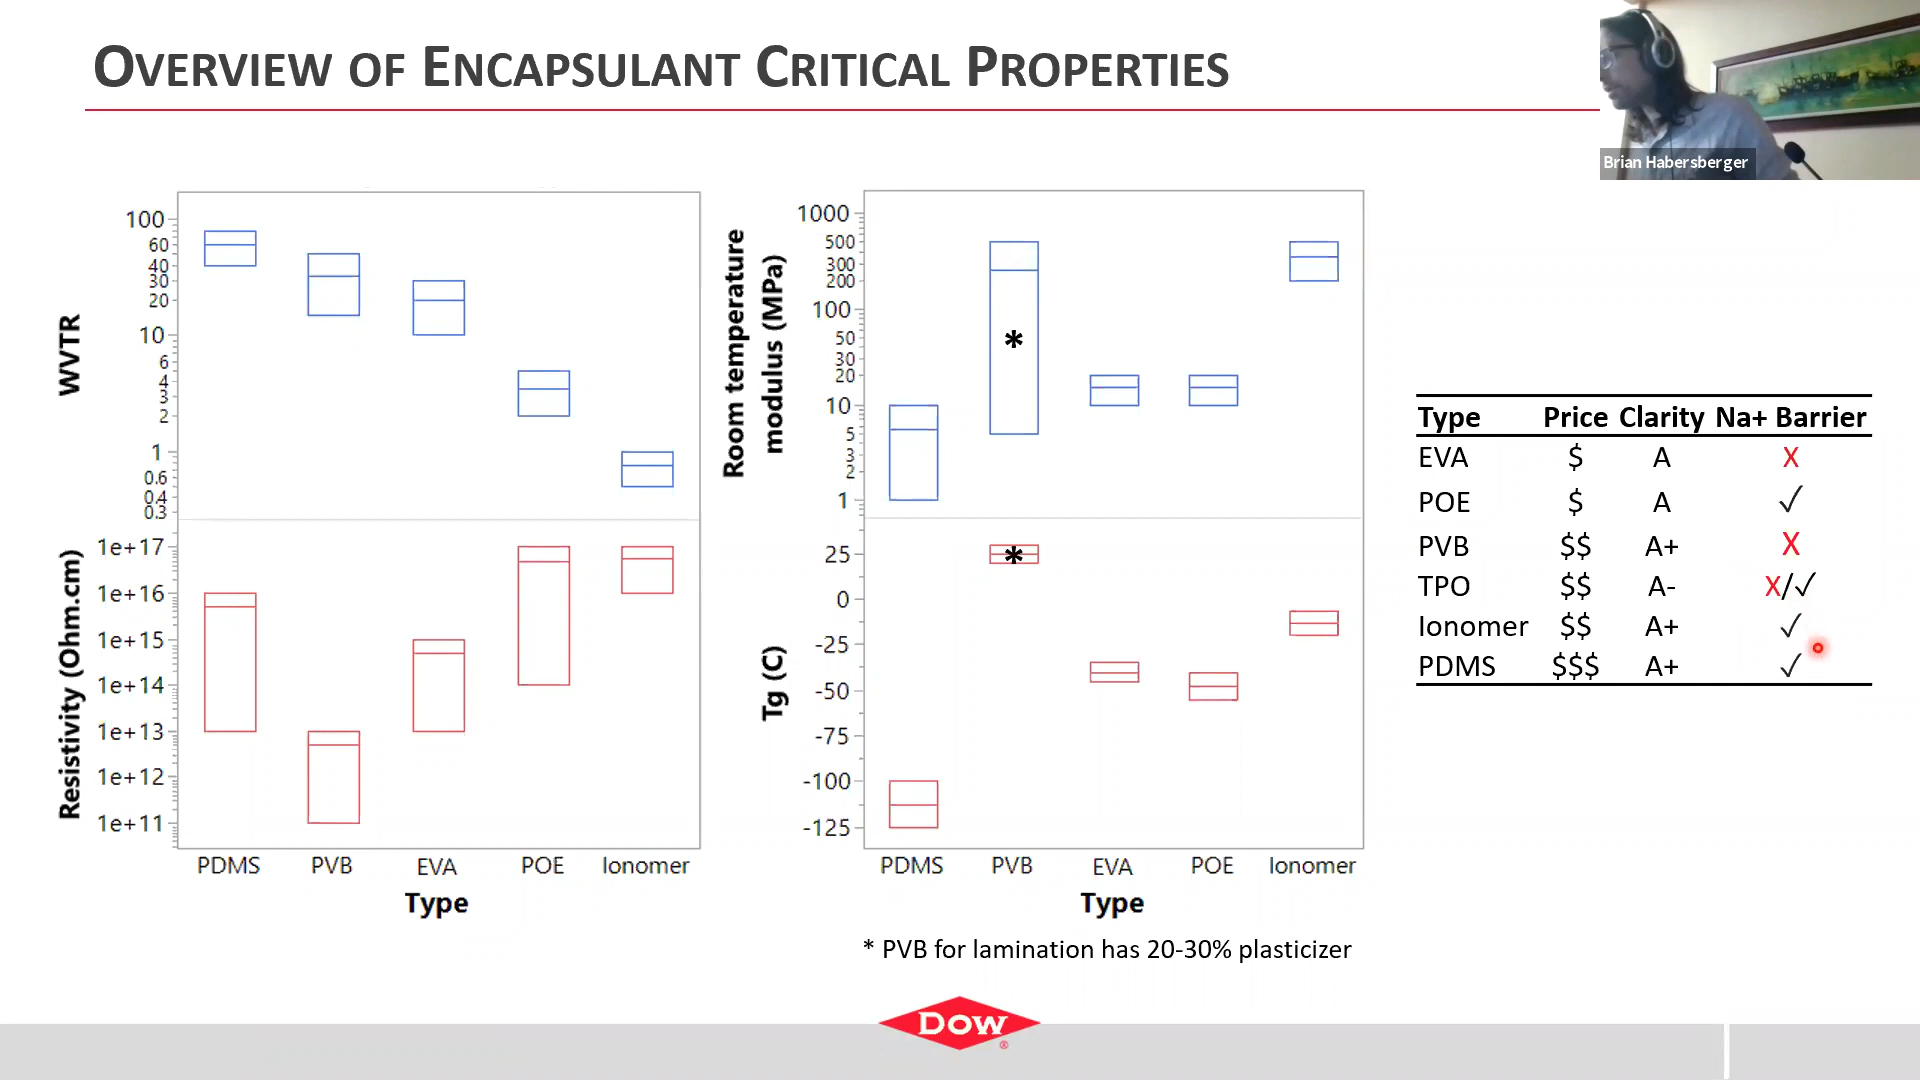 OVERVIEW OF ENCAPSULANT CRITICAL PROPERTIES
Brian Habersberger
WVTR
100
60
40
30
20
10
6
4
3
2
1
0.6
0.4
0.3
Resistivity (Ohm.cm)
1e+17
1e+16
1e+15
1e+14
1e+13
1e+12
1e+11
PDMS PVB EVA POE Ionomer
Type
Room temperature
modulus (MPa)
1000
500
300
200
100
50
30
20
10
5
3
2
1
*
Tg (C)
25
0
-25
-50
-75
-100
-125
*
PDMS PVB EVA POE Ionomer
Type
* PVB for lamination has 20-30% plasticizer
Type Price Clarity Na+ Barrier
EVA $ A X
POE $ A ✓
PVB $$ A+ X
TPO $$ A- X/✓
Ionomer $$ A+ ✓
PDMS $$$ A+ ✓
DOW
®